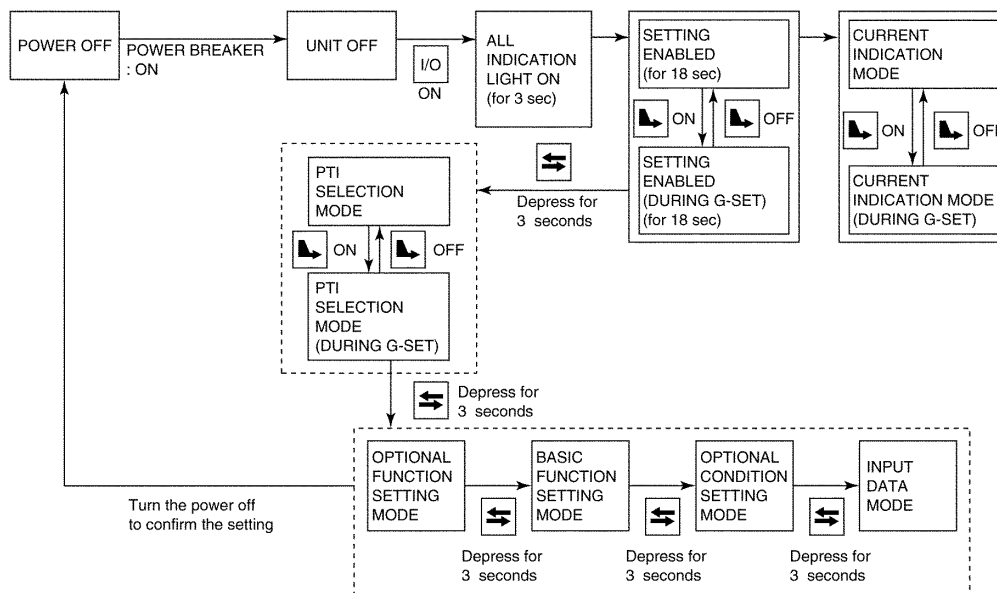 POWER OFF
POWER BREAKER
: ON
UNIT OFF
I/O
ON
ALL
INDICATION
LIGHT ON
(for 3 sec)
SETTING
ENABLED
(for 18 sec)
ON
OFF
SETTING
ENABLED
(DURING G-SET)
(for 18 sec)
CURRENT
INDICATION
MODE
ON
OFF
CURRENT
INDICATION MODE
(DURING G-SET)
Depress for
3 seconds
PTI
SELECTION
MODE
ON
OFF
PTI
SELECTION
MODE
(DURING G-SET)
Depress for
3 seconds
OPTIONAL
FUNCTION
SETTING
MODE
Depress for
3 seconds
BASIC
FUNCTION
SETTING
MODE
Depress for
3 seconds
OPTIONAL
CONDITION
SETTING
MODE
Depress for
3 seconds
INPUT
DATA
MODE
Turn the power off
to confirm the setting